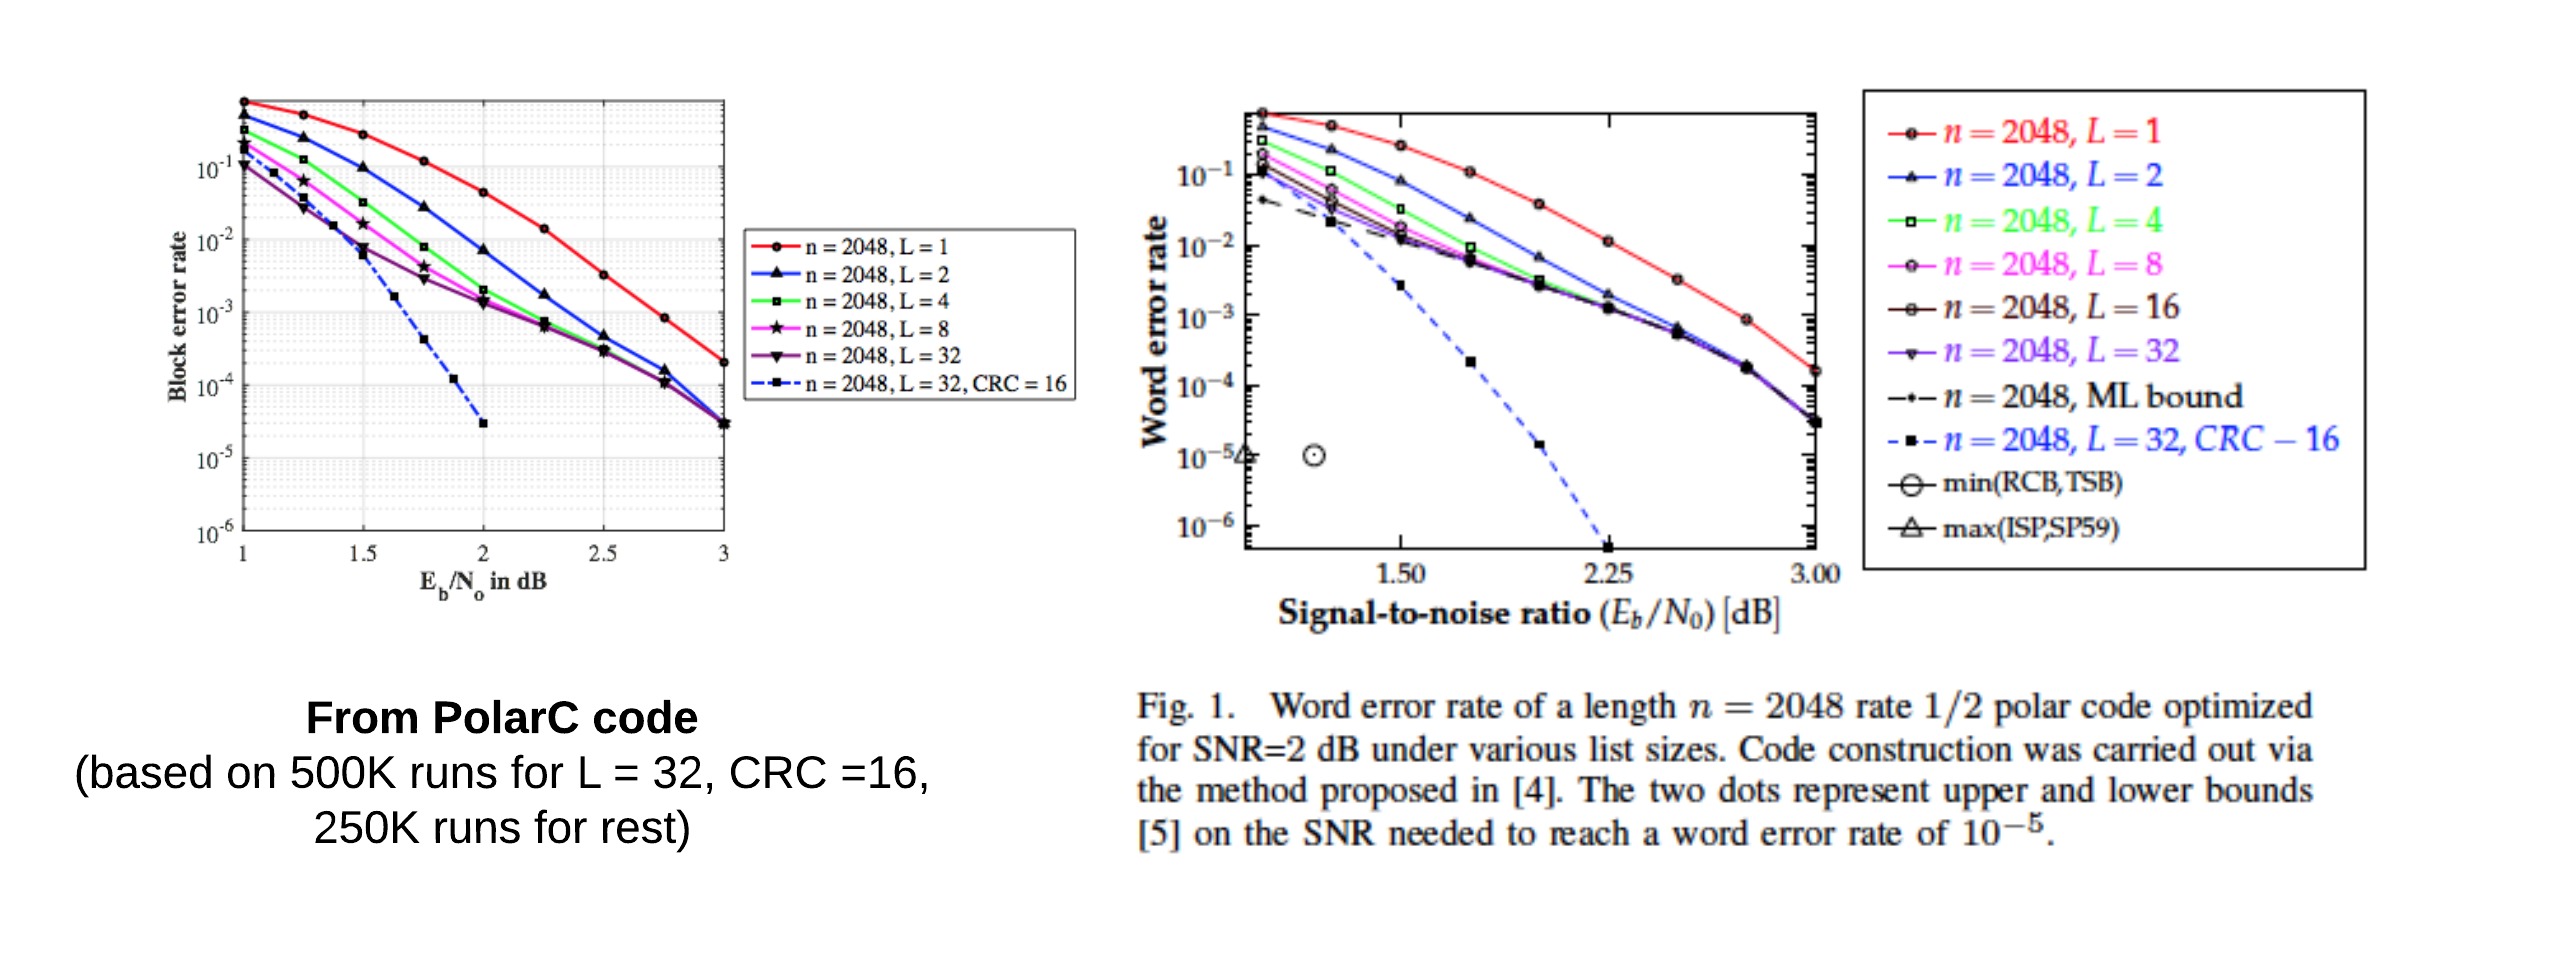 10^-1
10^-2
10^-3
10^-4
10^-5
10^-6
Block error rate
1 1.5 2 2.5 3
E_b/N_o in dB
n = 2048, L = 1
n = 2048, L = 2
n = 2048, L = 4
n = 2048, L = 8
n = 2048, L = 32
n = 2048, L = 32, CRC = 16
From PolarC code
(based on 500K runs for L = 32, CRC =16,
250K runs for rest)
10^-1
10^-2
10^-3
10^-4
10^-5
10^-6
Word error rate
1.50 2.25 3.00
Signal-to-noise ratio (E_b/N_0) [dB]
n = 2048, L = 1
n = 2048, L = 2
n = 2048, L = 4
n = 2048, L = 8
n = 2048, L = 16
n = 2048, L = 32
n = 2048, ML bound
n = 2048, L = 32, CRC − 16
min(RCB,TSB)
max(ISP,SP59)
Fig. 1. Word error rate of a length n = 2048 rate 1/2 polar code optimized
for SNR=2 dB under various list sizes. Code construction was carried out via
the method proposed in [4]. The two dots represent upper and lower bounds
[5] on the SNR needed to reach a word error rate of 10^−5.